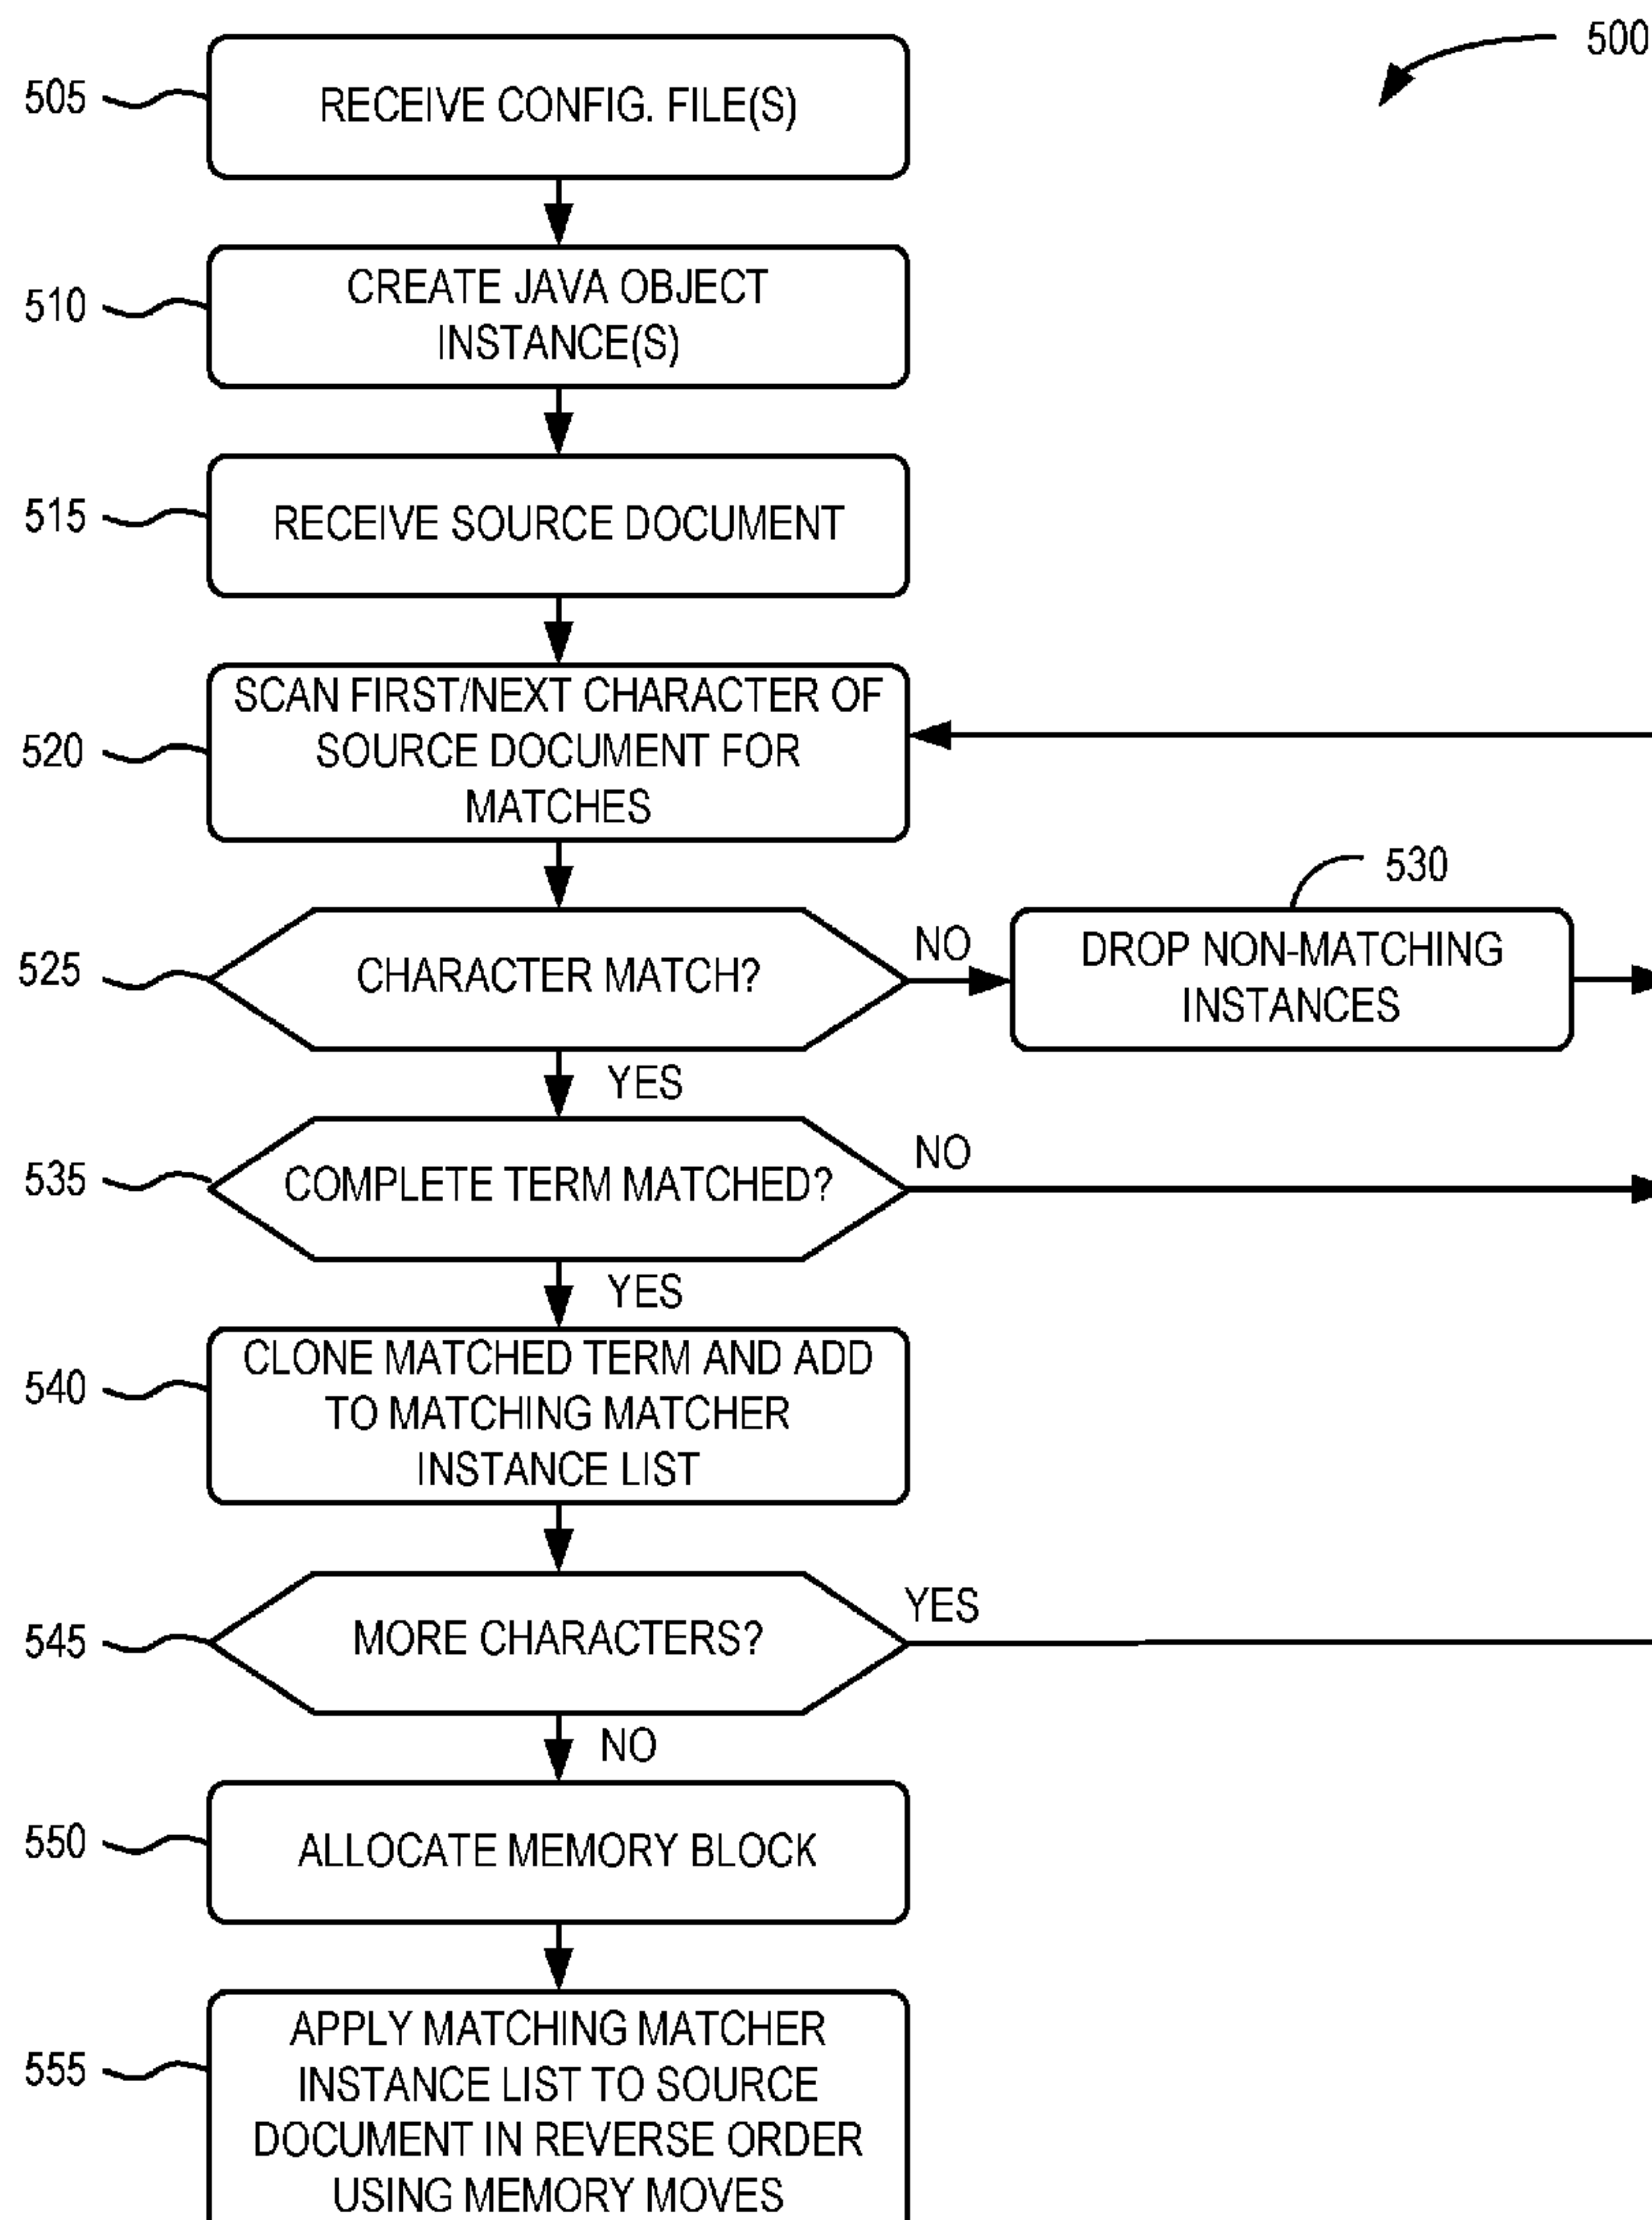 500
505
RECEIVE CONFIG. FILE(S)
510
CREATE JAVA OBJECT
INSTANCE(S)
515
RECEIVE SOURCE DOCUMENT
520
SCAN FIRST/NEXT CHARACTER OF
SOURCE DOCUMENT FOR
MATCHES
525
CHARACTER MATCH?
NO
530
DROP NON-MATCHING
INSTANCES
YES
535
COMPLETE TERM MATCHED?
NO
YES
540
CLONE MATCHED TERM AND ADD
TO MATCHING MATCHER
INSTANCE LIST
545
MORE CHARACTERS?
YES
NO
550
ALLOCATE MEMORY BLOCK
555
APPLY MATCHING MATCHER
INSTANCE LIST TO SOURCE
DOCUMENT IN REVERSE ORDER
USING MEMORY MOVES